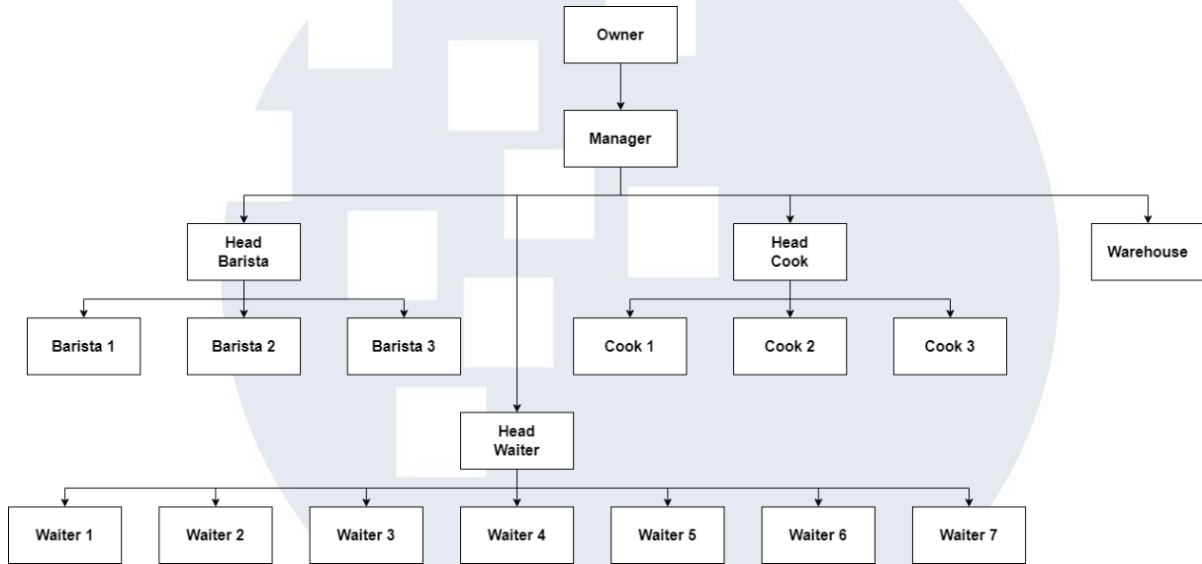 Owner
Manager
Head
Barista
Head
Cook
Warehouse
Barista 1
Barista 2
Barista 3
Cook 1
Cook 2
Cook 3
Head
Waiter
Waiter 1
Waiter 2
Waiter 3
Waiter 4
Waiter 5
Waiter 6
Waiter 7